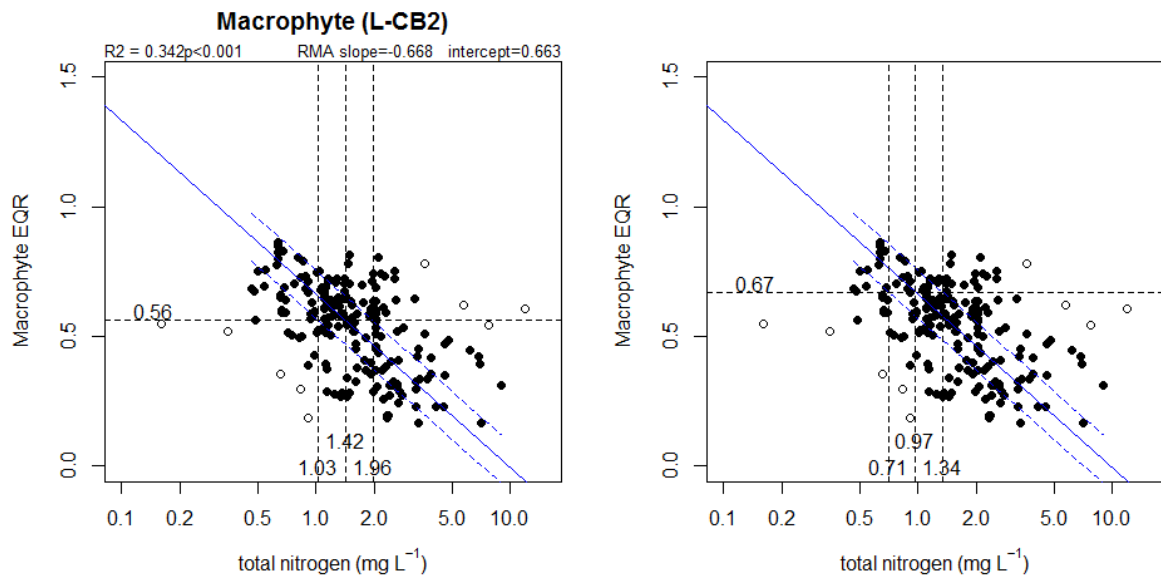 Macrophyte (L-CB2)
R2 = 0.342p<0.001 RMA slope=-0.668 intercept=0.663
1.5
1.0
0.5
0.0
Macrophyte EQR
0.56
1.42
1.03 1.96
0.1 0.2 0.5 1.0 2.0 5.0 10.0
total nitrogen (mg L⁻¹)
1.5
1.0
0.5
0.0
Macrophyte EQR
0.67
0.97
0.71 1.34
0.1 0.2 0.5 1.0 2.0 5.0 10.0
total nitrogen (mg L⁻¹)